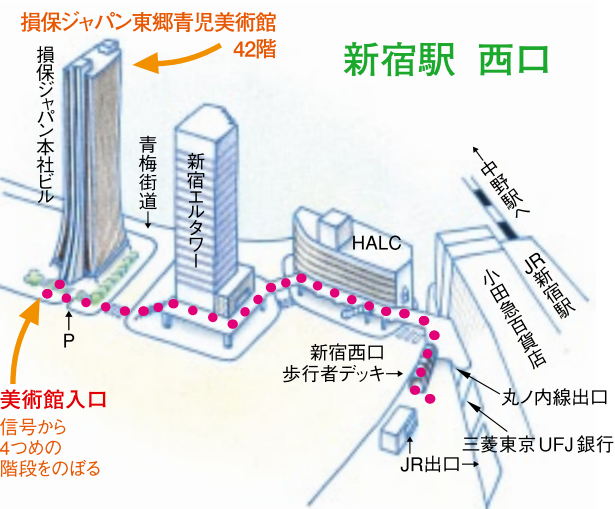 損保ジャパン東郷青児美術館
42階
新宿駅 西口
損保ジャパン本社ビル
青梅街道
新宿エルタワー
HALC
中野駅へ
JR新宿駅
小田急百貨店
P
新宿西口
歩行者デッキ
丸ノ内線出口
三菱東京UFJ銀行
JR出口
美術館入口
信号から
4つめの
階段をのぼる